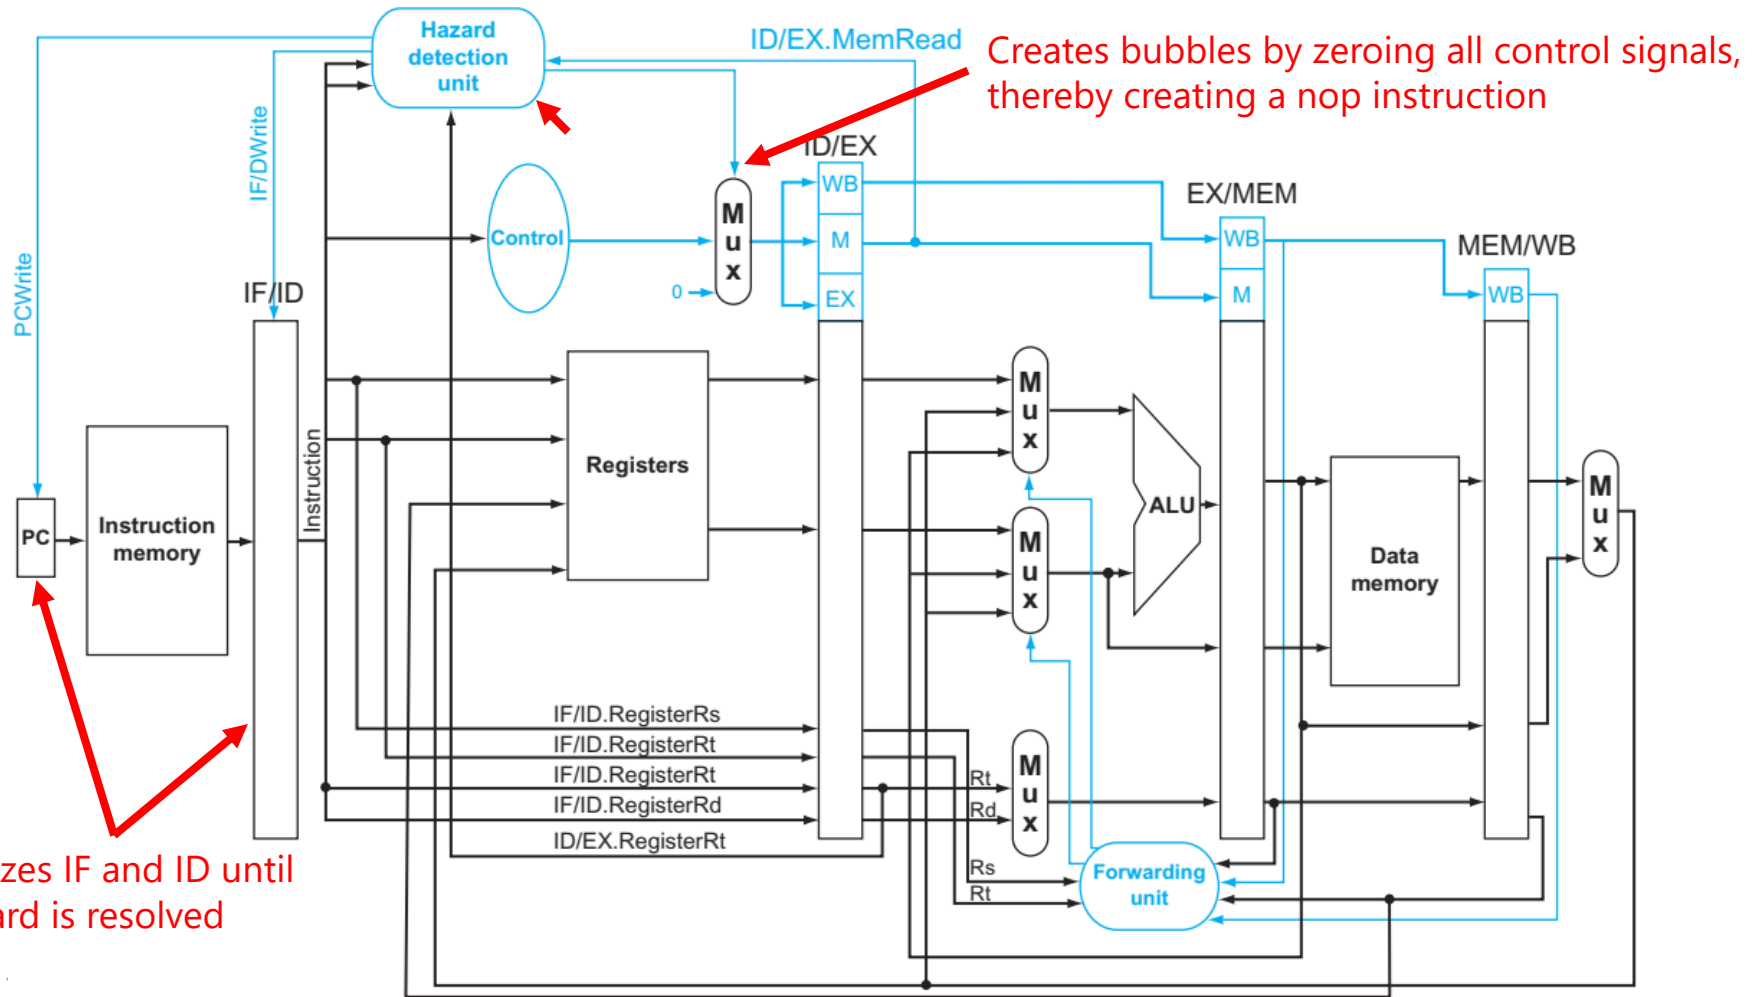 Hazard
detection
unit
ID/EX.MemRead
Creates bubbles by zeroing all control signals,
thereby creating a nop instruction
IF/DWrite
PCWrite
ID/EX
WB
M
EX
EX/MEM
WB
M
MEM/WB
WB
Control
M
u
x
0
IF/ID
Instruction
Registers
PC
Instruction
memory
M
u
x
M
u
x
ALU
Data
memory
M
u
x
IF/ID.RegisterRs
IF/ID.RegisterRt
IF/ID.RegisterRt
IF/ID.RegisterRd
ID/EX.RegisterRt
Rt
Rd
M
u
x
Rs
Rt
Forwarding
unit
zes IF and ID until
ard is resolved